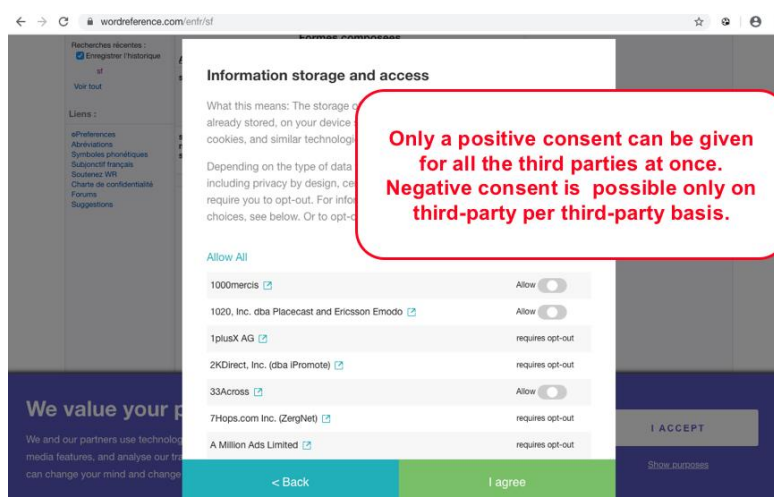 wordreference.com/enfr/sf
Recherches récentes :
Enregistrer l'historique
sf
Voir tout
Liens :
Préférences
Abréviations
Symboles phonétiques
Subjonctif français
Soutenez WR
Charte de confidentialité
Forums
Suggestions
Formes composées
Information storage and access
What this means: The storage
already stored, on your device
cookies, and similar technologi
Depending on the type of data
including privacy by design, ce
require you to opt-out. For infor
choices, see below. Or to opt-o
Only a positive consent can be given
for all the third parties at once.
Negative consent is possible only on
third-party per third-party basis.
Allow All
1000mercis Allow
1020, Inc. dba Placecast and Ericsson Emodo Allow
1plusX AG requires opt-out
2KDirect, Inc. (dba iPromote) requires opt-out
33Across Allow
7Hops.com Inc. (ZergNet) requires opt-out
A Million Ads Limited requires opt-out
< Back I agree
We value your p
We and our partners use technolog
media features, and analyse our tra
can change your mind and change
I ACCEPT
Show purposes